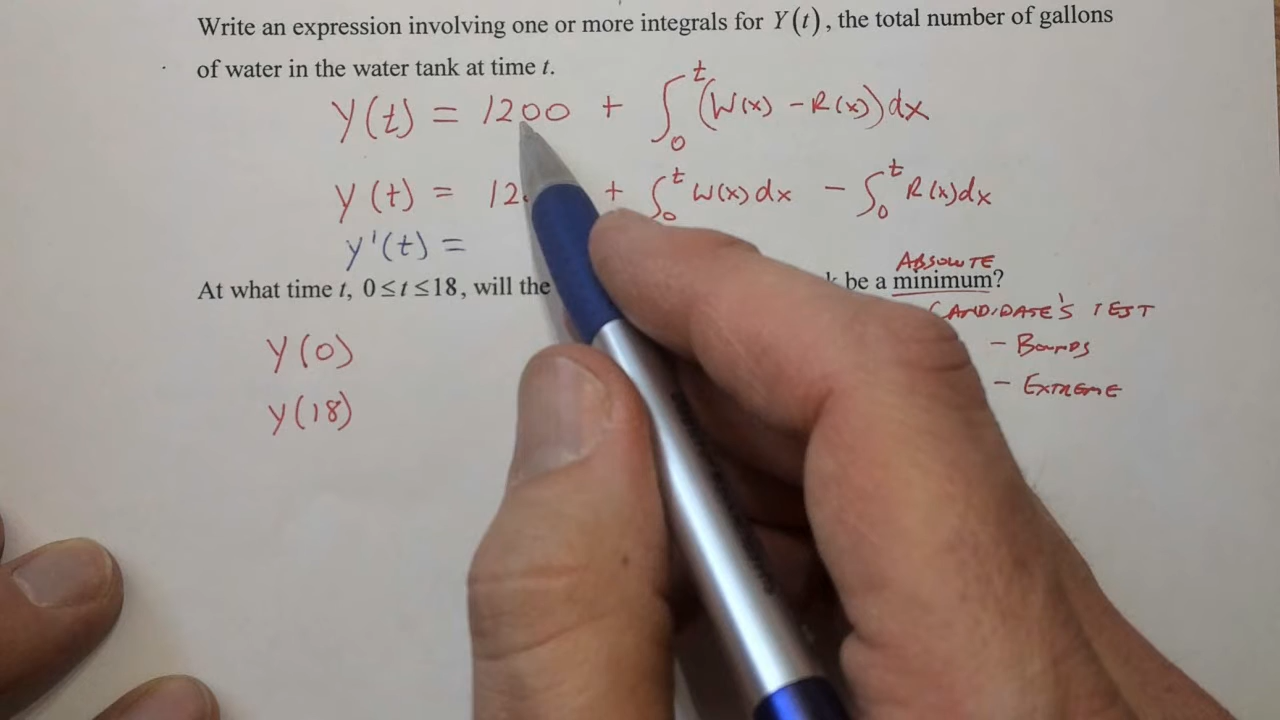 Write an expression involving one or more integrals for Y(t), the total number of gallons
of water in the water tank at time t.
Y(t) = 1200 + ∫₀ᵗ (W(x) - R(x)) dx
Y(t) = 12 + ∫₀ᵗ W(x) dx - ∫₀ᵗ R(x) dx
Y'(t) =
ABSOLUTE
At what time t, 0 ≤ t ≤ 18, will the be a minimum?
CANDIDATE'S TEST
Y(0)
- BOUNDS
- EXTREME
Y(18)